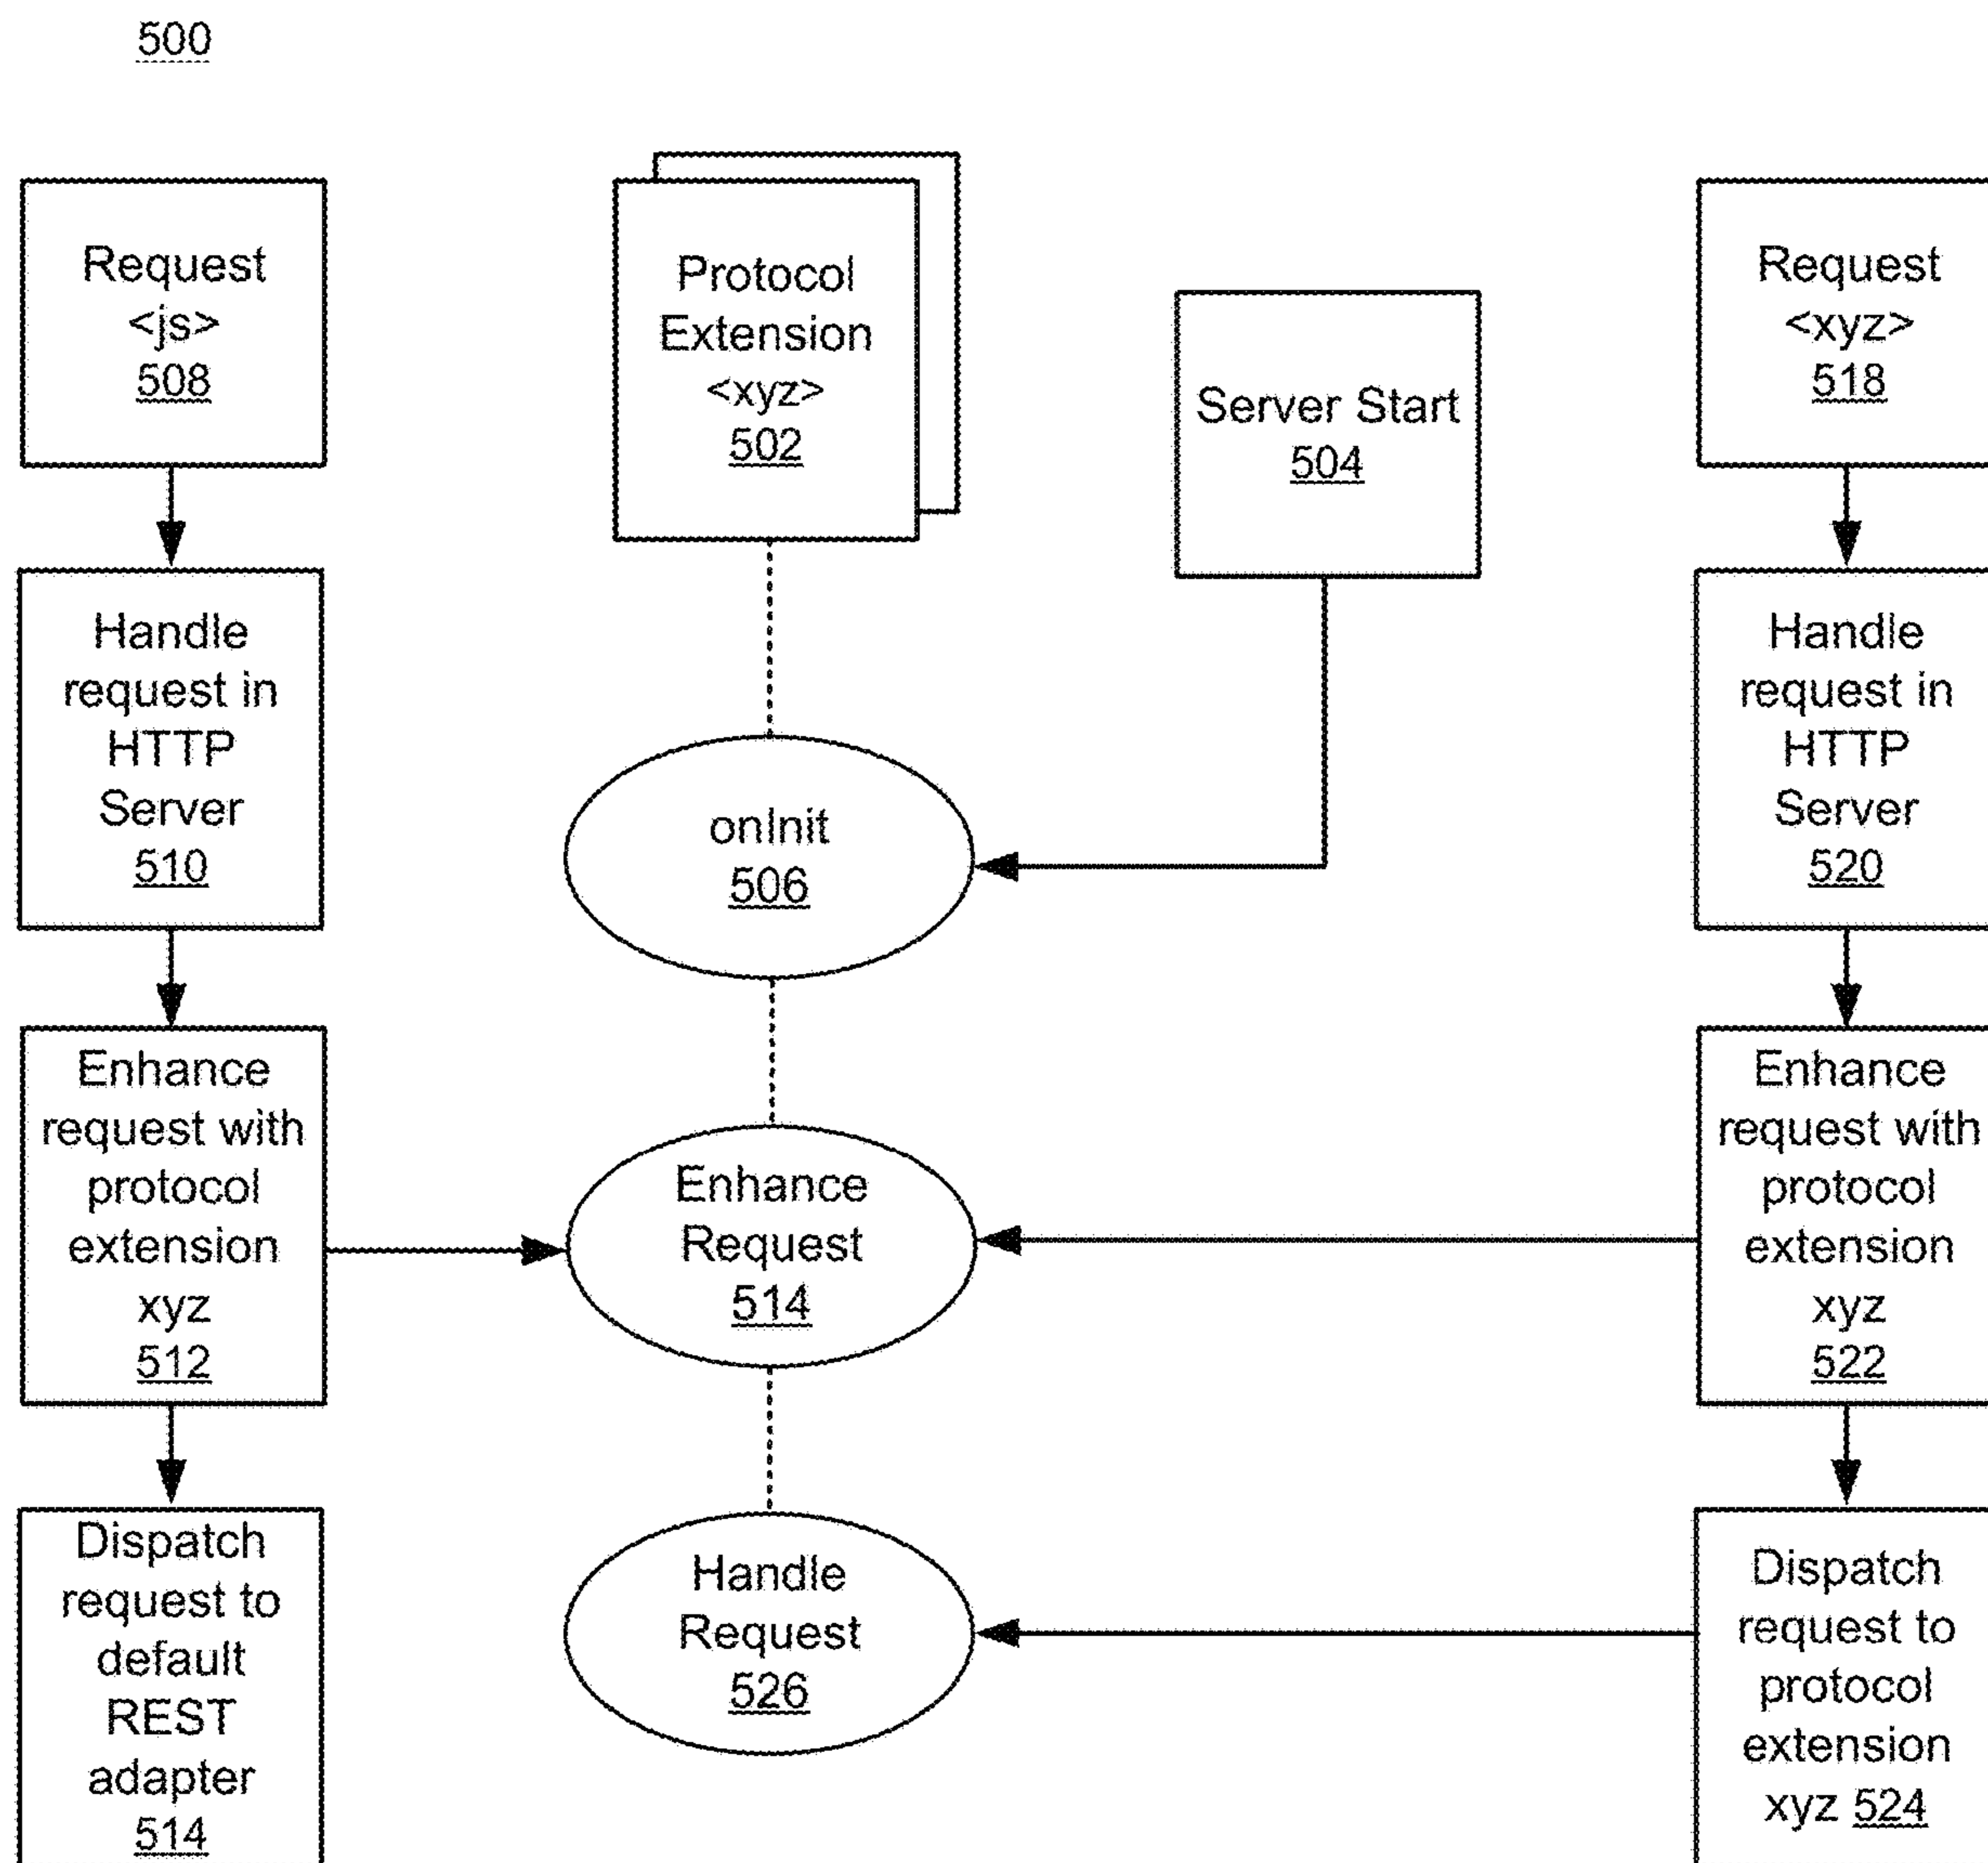 500
Request
<js>
508
Handle
request in
HTTP
Server
510
Enhance
request with
protocol
extension
xyz
512
Dispatch
request to
default
REST
adapter
514
Protocol
Extension
<xyz>
502
onInit
506
Enhance
Request
514
Handle
Request
526
Server Start
504
Request
<xyz>
518
Handle
request in
HTTP
Server
520
Enhance
request with
protocol
extension
xyz
522
Dispatch
request to
protocol
extension
xyz 524